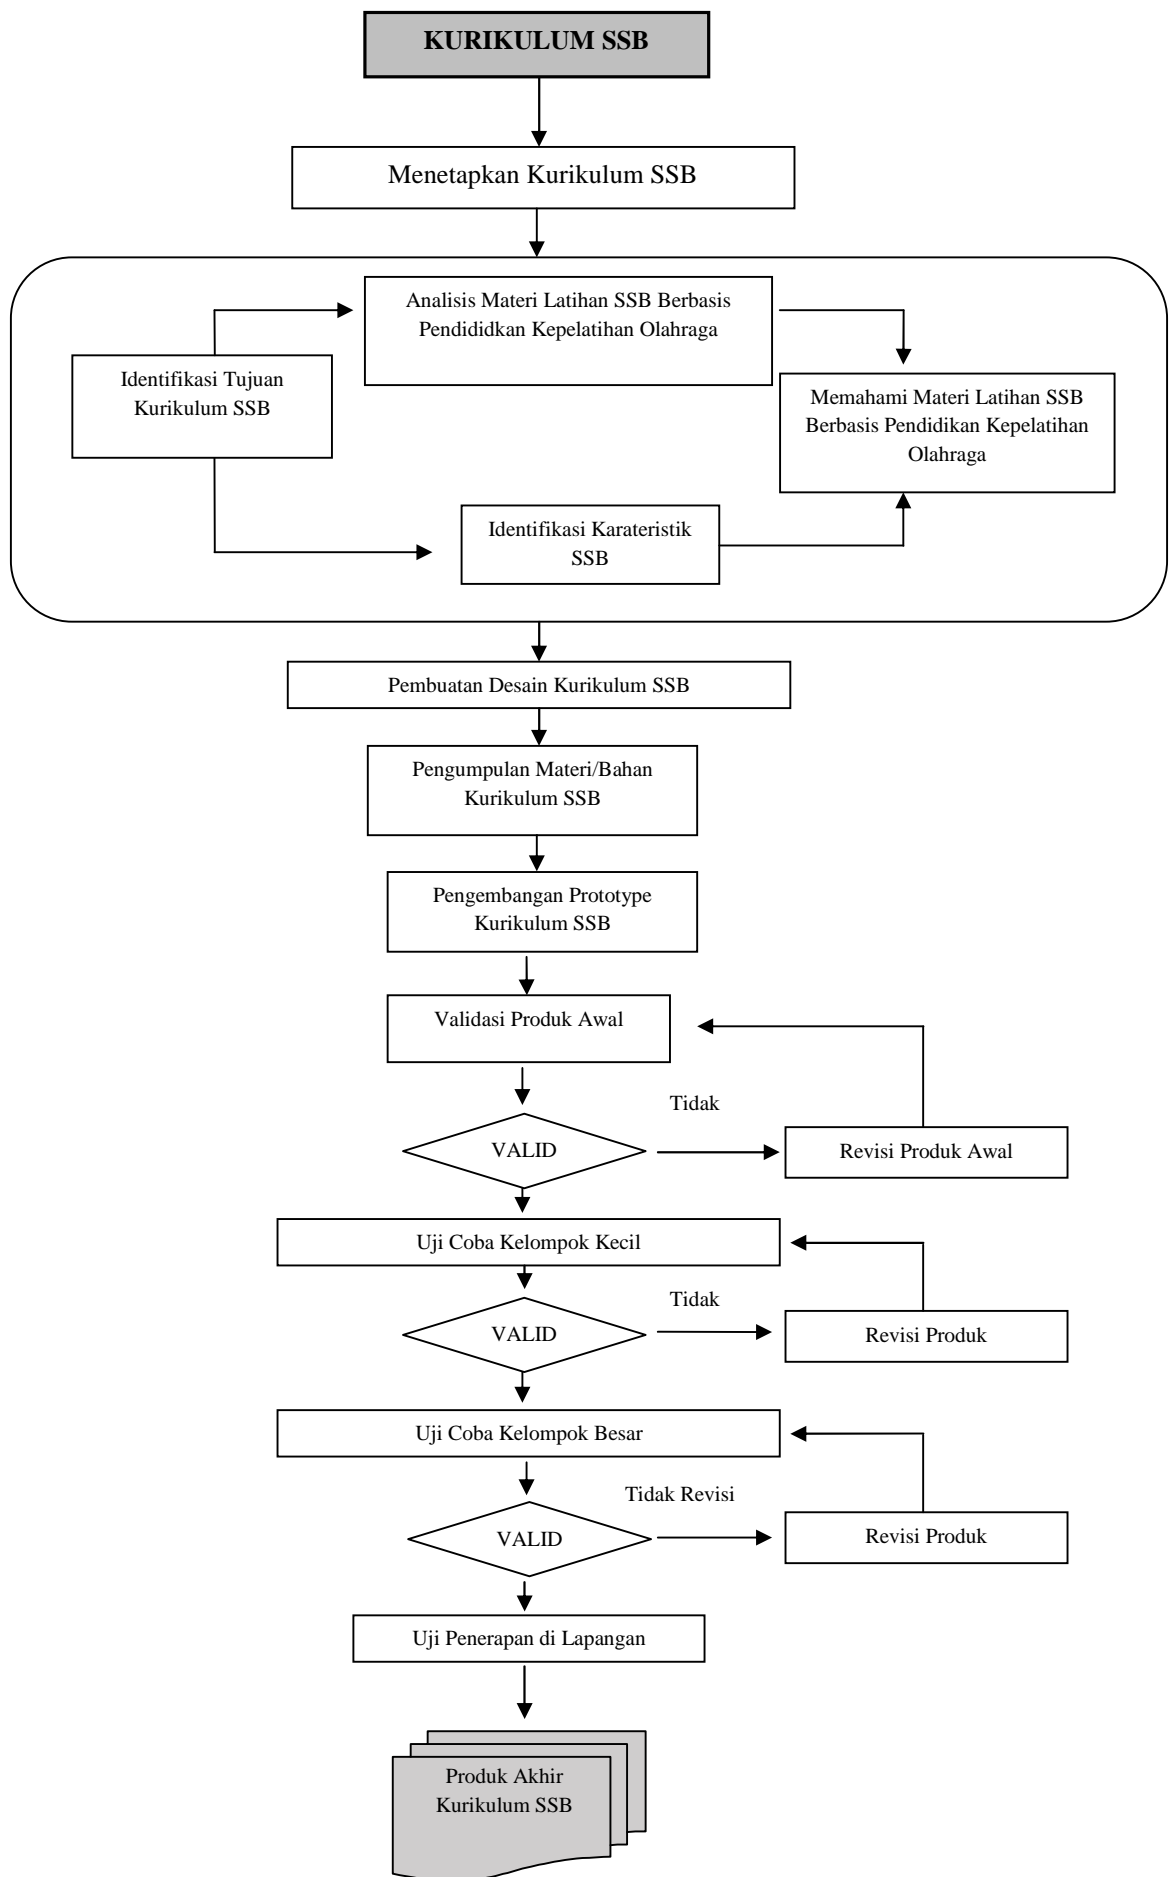 KURIKULUM SSB
Menetapkan Kurikulum SSB
Analisis Materi Latihan SSB Berbasis
Pendididkan Kepelatihan Olahraga
Identifikasi Tujuan
Kurikulum SSB
Memahami Materi Latihan SSB
Berbasis Pendidikan Kepelatihan
Olahraga
Identifikasi Karateristik
SSB
Pembuatan Desain Kurikulum SSB
Pengumpulan Materi/Bahan
Kurikulum SSB
Pengembangan Prototype
Kurikulum SSB
Validasi Produk Awal
Tidak
VALID
Revisi Produk Awal
Uji Coba Kelompok Kecil
Tidak
VALID
Revisi Produk
Uji Coba Kelompok Besar
Tidak Revisi
VALID
Revisi Produk
Uji Penerapan di Lapangan
Produk Akhir
Kurikulum SSB